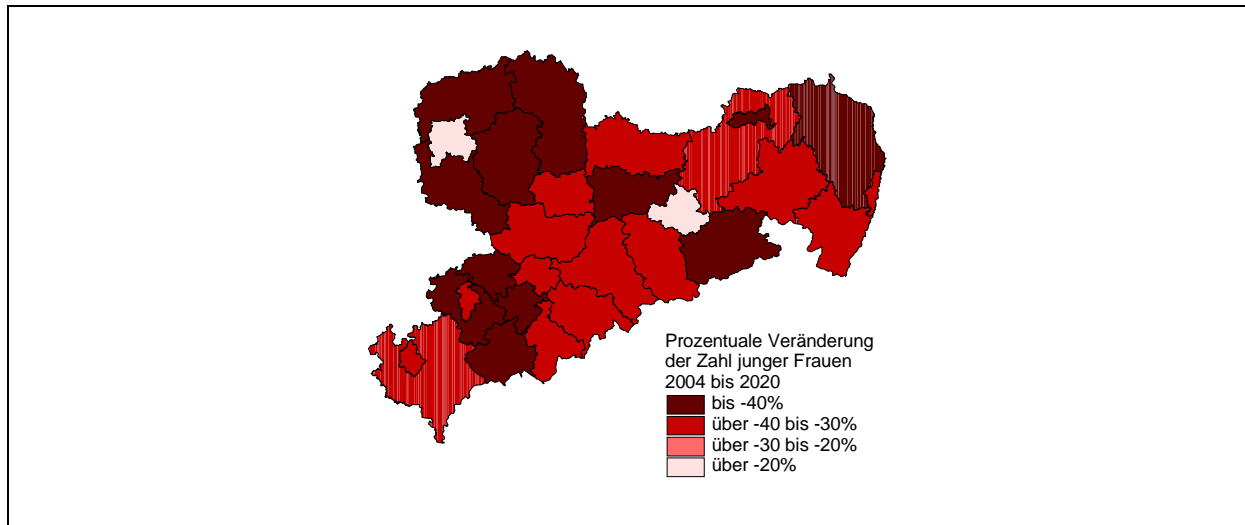 Prozentuale Veränderung
der Zahl junger Frauen
2004 bis 2020
bis -40%
über -40 bis -30%
über -30 bis -20%
über -20%